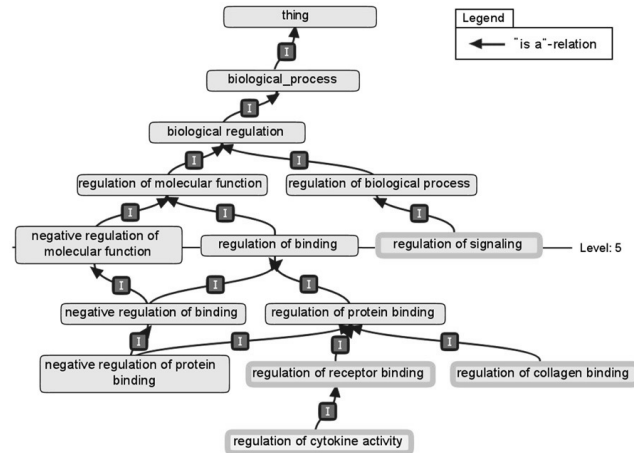 thing
Legend
"is a"-relation
I
biological_process
I
biological regulation
I
I
regulation of molecular function
regulation of biological process
I
I
I
negative regulation of
molecular function
regulation of binding
regulation of signaling
Level: 5
I
I
I
negative regulation of binding
regulation of protein binding
I
I
I
I
negative regulation of protein
binding
regulation of receptor binding
regulation of collagen binding
I
regulation of cytokine activity